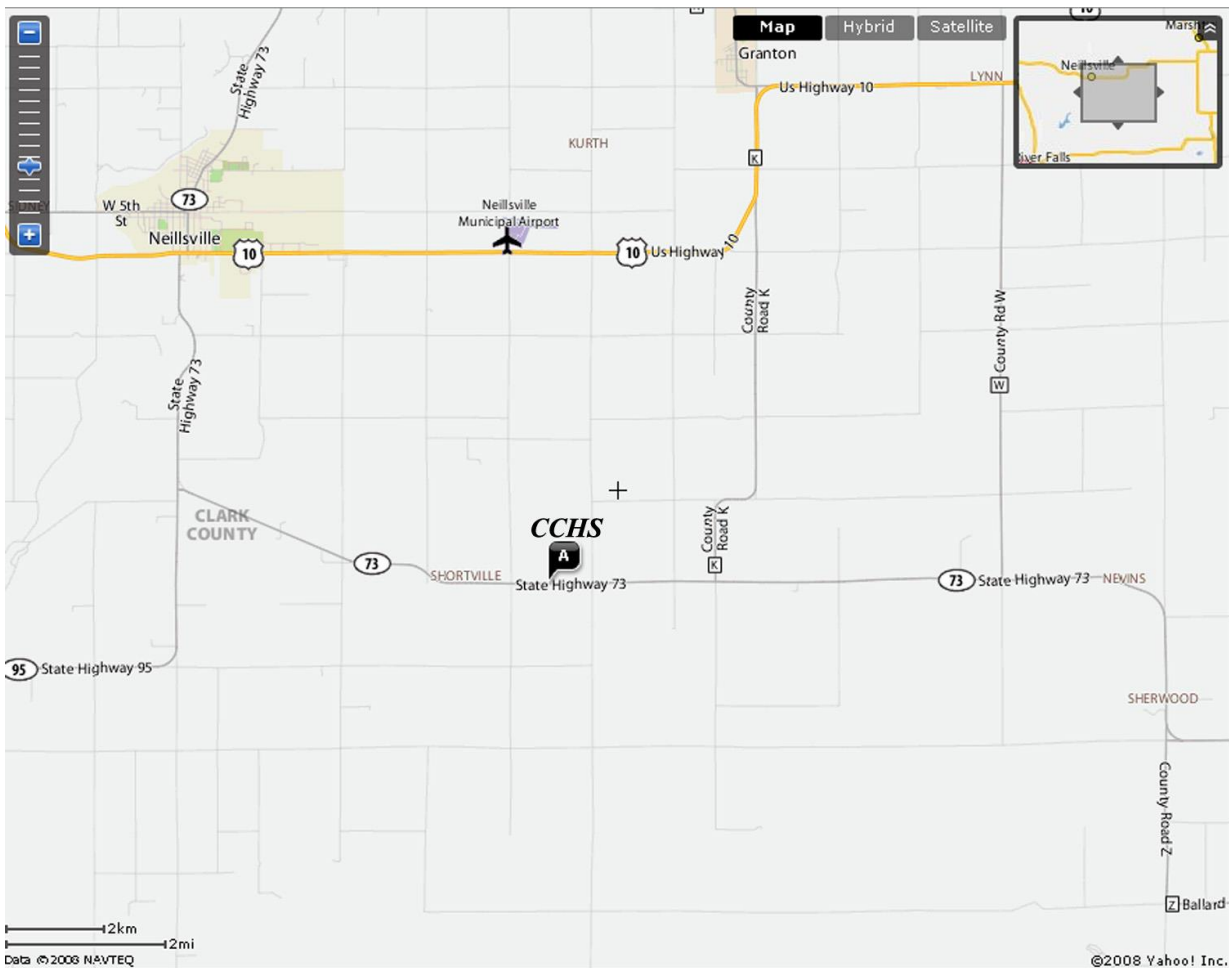 Map
Hybrid
Satellite
Marsh
Neillsville
River Falls
State
Highway 73
Granton
Us Highway 10
LYNN
KURTH
K
SIDNEY
W 5th
St
73
Neillsville
10
Neillsville
Municipal Airport
10
Us Highway 10
County
Road K
County Rd W
W
State
Highway 73
CLARK
COUNTY
CCHS
A
County
Road K
K
73
SHORTVILLE
State Highway 73
73
State Highway 73
NEVINS
95
State Highway 95
SHERWOOD
County Road Z
Z
Ballard
2km
2mi
Data ©2008 NAVTEQ
©2008 Yahoo! Inc.